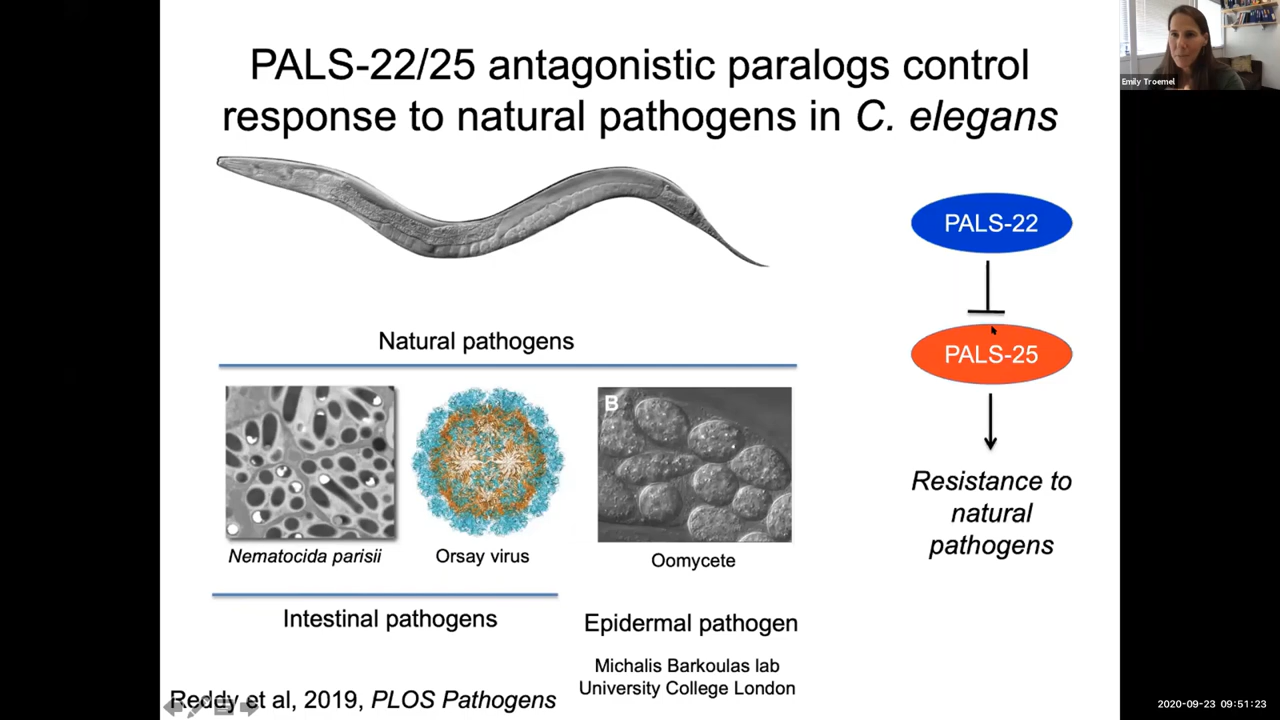 PALS-22/25 antagonistic paralogs control
response to natural pathogens in C. elegans
Emily Troemel
PALS-22
PALS-25
Resistance to
natural
pathogens
Natural pathogens
B
Nematocida parisii
Orsay virus
Oomycete
Intestinal pathogens
Epidermal pathogen
Michalis Barkoulas lab
University College London
Reddy et al, 2019, PLOS Pathogens
2020-09-23 09:51:23